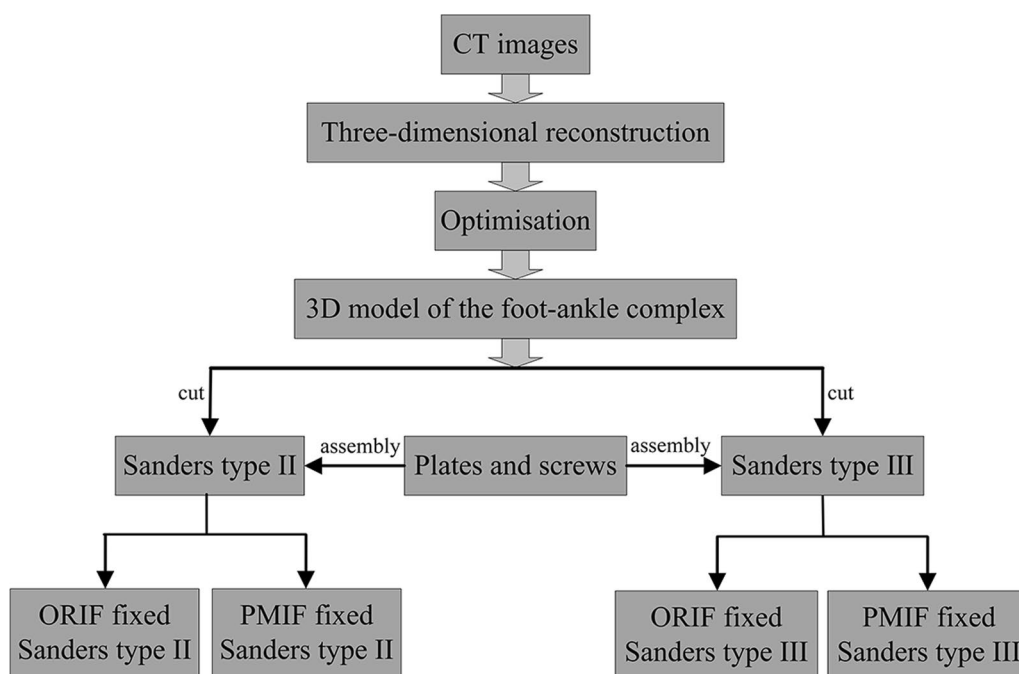 CT images
Three-dimensional reconstruction
Optimisation
3D model of the foot-ankle complex
cut
cut
Sanders type II
assembly
Plates and screws
assembly
Sanders type III
ORIF fixed
Sanders type II
PMIF fixed
Sanders type II
ORIF fixed
Sanders type III
PMIF fixed
Sanders type III